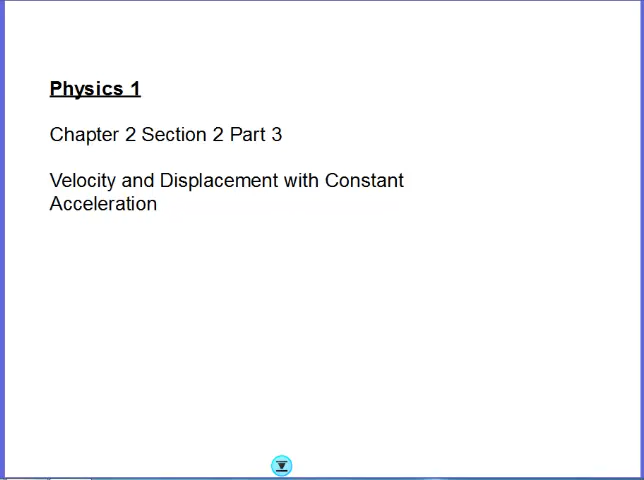 Physics 1
Chapter 2 Section 2 Part 3
Velocity and Displacement with Constant
Acceleration